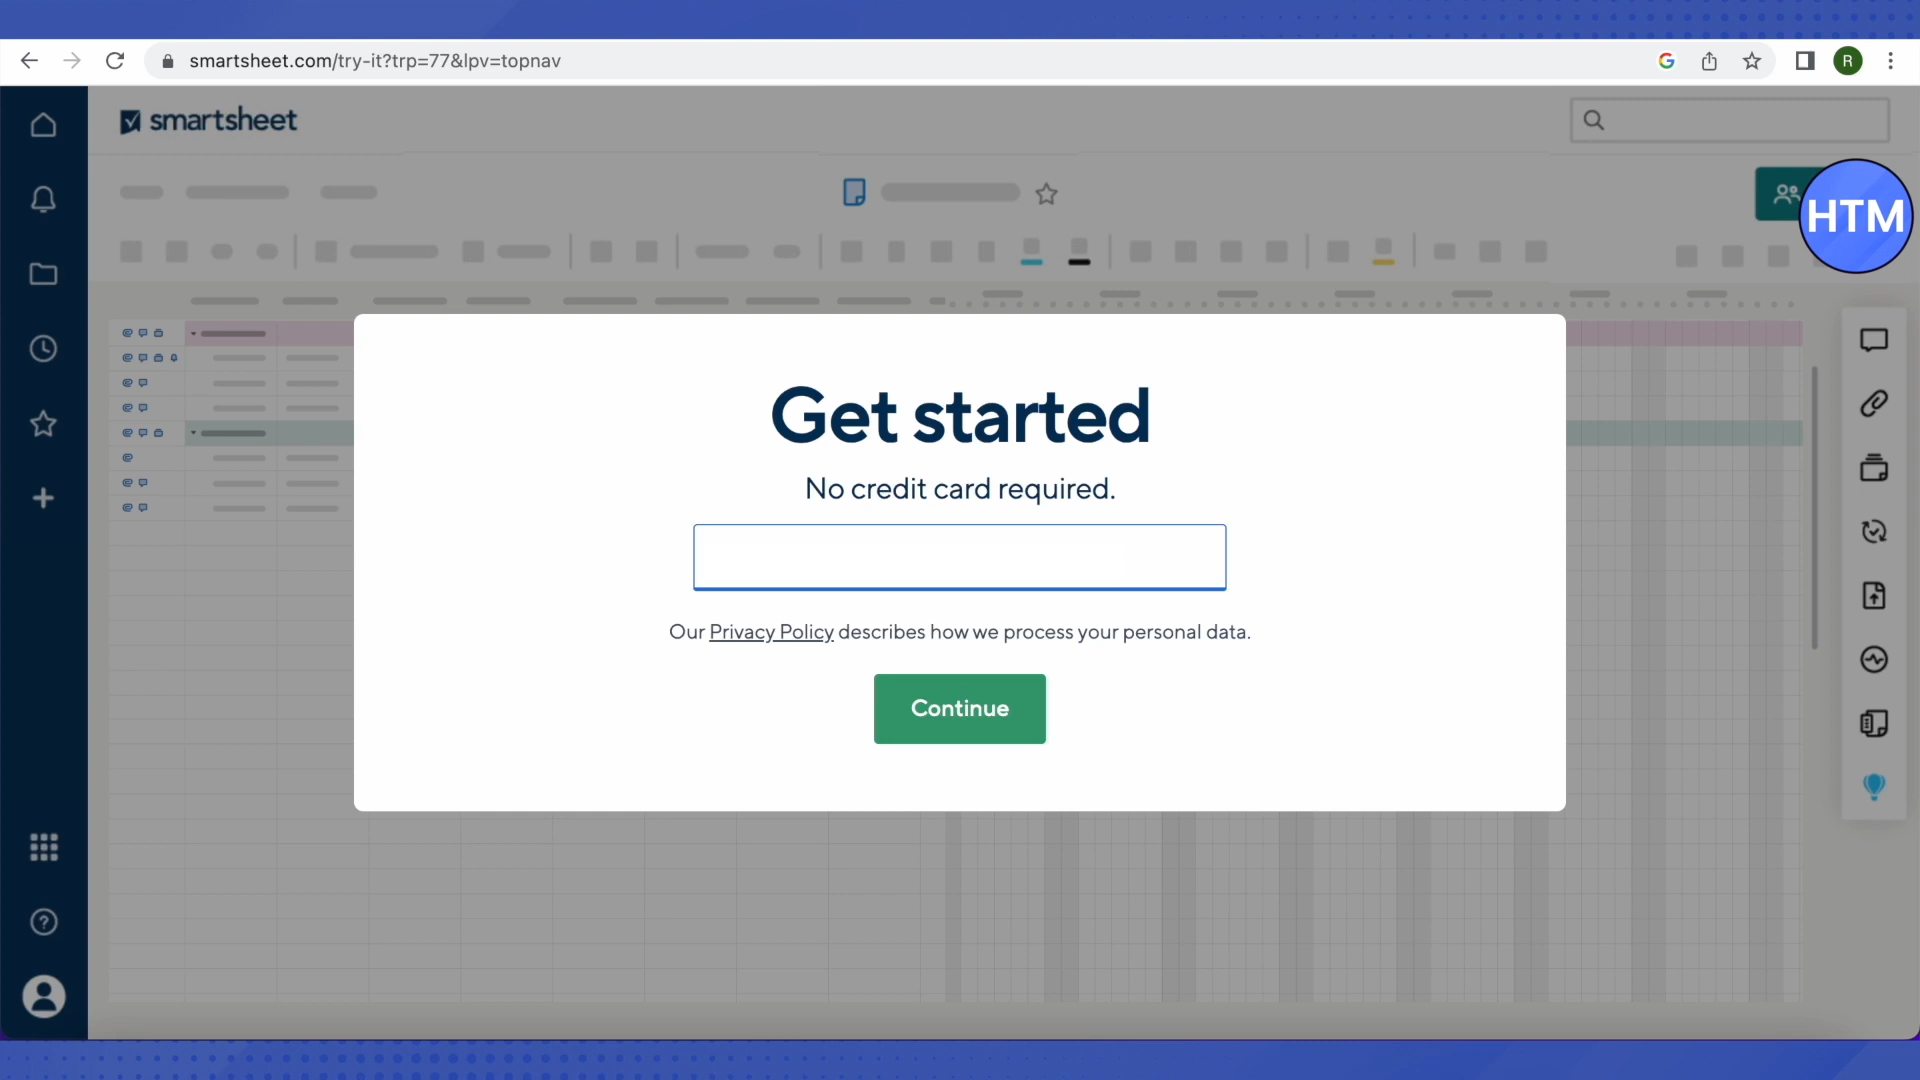 smartsheet.com/try-it?trp=77&lpv=topnav
R
smartsheet
HTM
Get started
No credit card required.
Our Privacy Policy describes how we process your personal data.
Continue